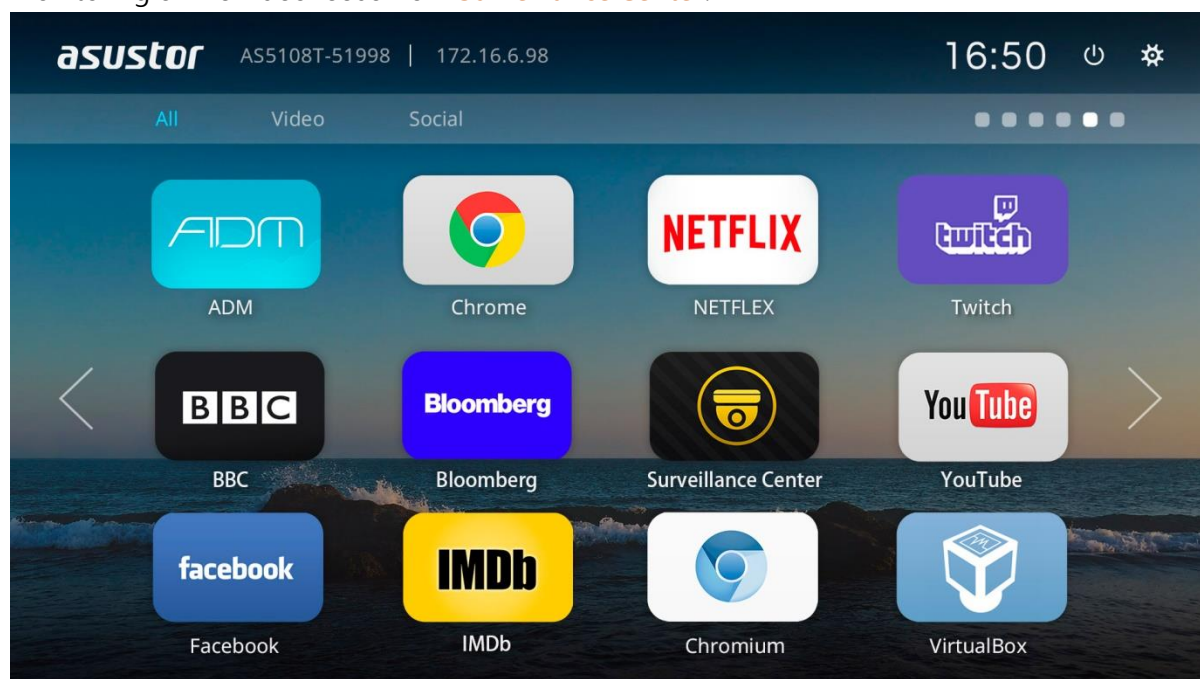 asustor AS5108T-51998 | 172.16.6.98 16:50
All Video Social
ADM NETFLIX twitch
ADM Chrome NETFLEX Twitch
BBC Bloomberg You Tube
BBC Bloomberg Surveillance Center YouTube
facebook IMDb
Facebook IMDb Chromium VirtualBox